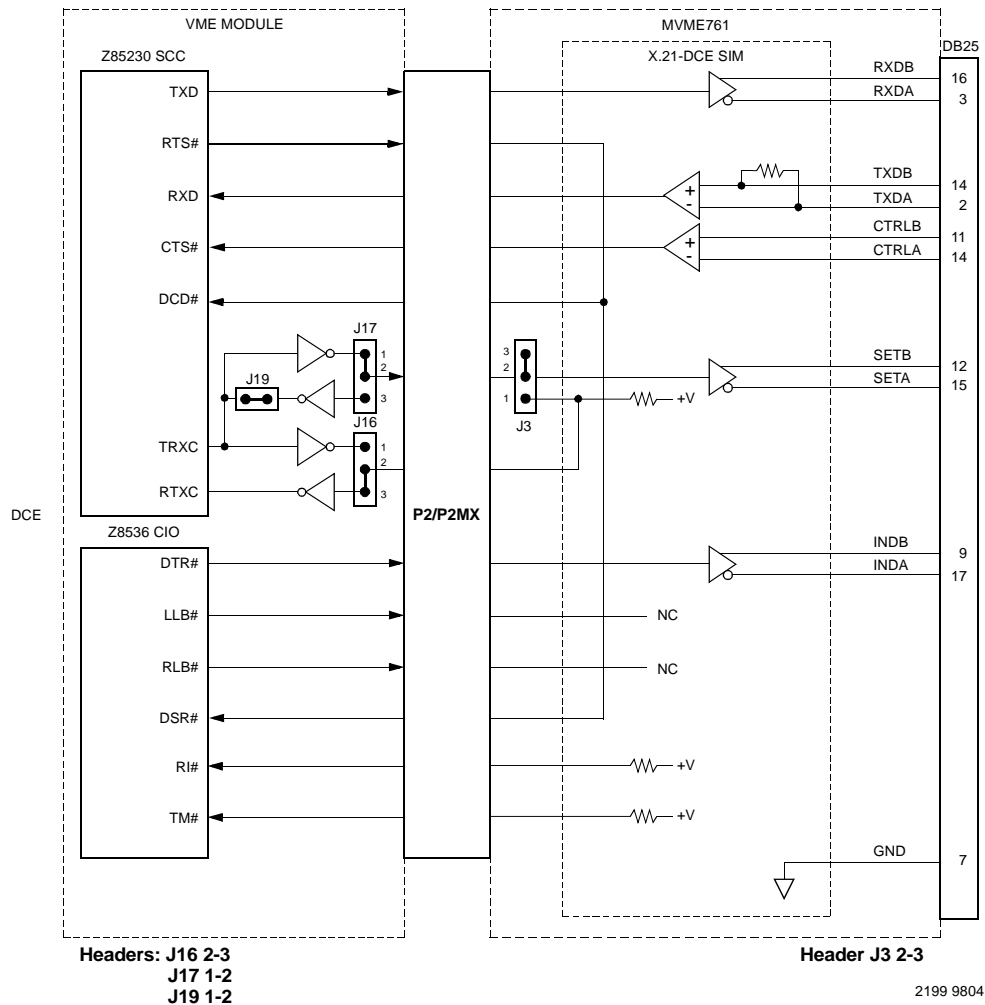 VME MODULE
MVME761
Z85230 SCC
X.21-DCE SIM
DB25
TXD
RXDB
16
RXDA
3
RTS#
RXD
TXDB
14
TXDA
2
CTS#
CTRLB
11
CTRLA
14
DCD#
J17
1
2
3
J19
3
2
1
J3
+V
SETB
12
SETA
15
J16
TRXC
1
2
RTXC
3
DCE
P2/P2MX
Z8536 CIO
DTR#
INDB
9
INDA
17
LLB#
NC
RLB#
NC
DSR#
RI#
+V
TM#
+V
GND
7
Headers: J16 2-3
J17 1-2
J19 1-2
Header J3 2-3
2199 9804
+
-
+
-